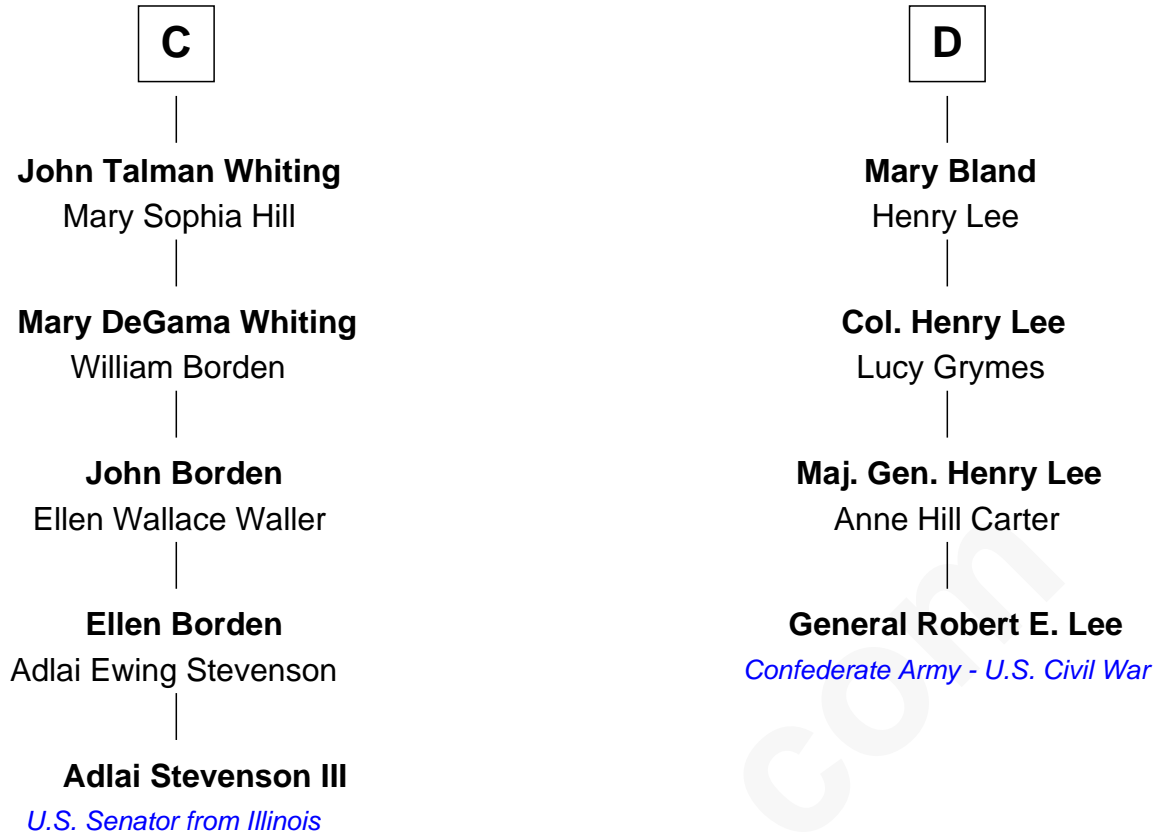 C
John Talman Whiting
Mary Sophia Hill
Mary DeGama Whiting
William Borden
John Borden
Ellen Wallace Waller
Ellen Borden
Adlai Ewing Stevenson
Adlai Stevenson III
U.S. Senator from Illinois
D
Mary Bland
Henry Lee
Col. Henry Lee
Lucy Grymes
Maj. Gen. Henry Lee
Anne Hill Carter
General Robert E. Lee
Confederate Army - U.S. Civil War
com